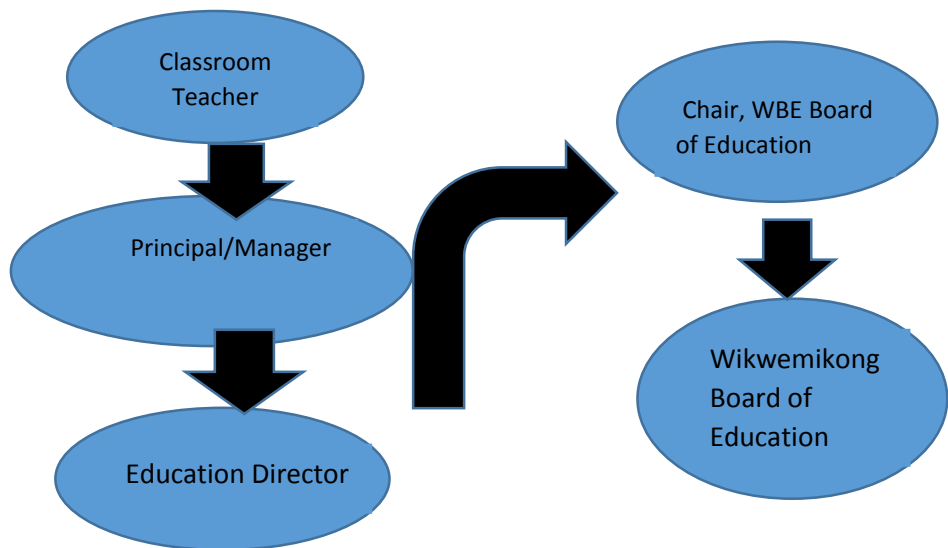 Classroom
Teacher
Principal/Manager
Education Director
Chair, WBE Board
of Education
Wikwemikong
Board of
Education